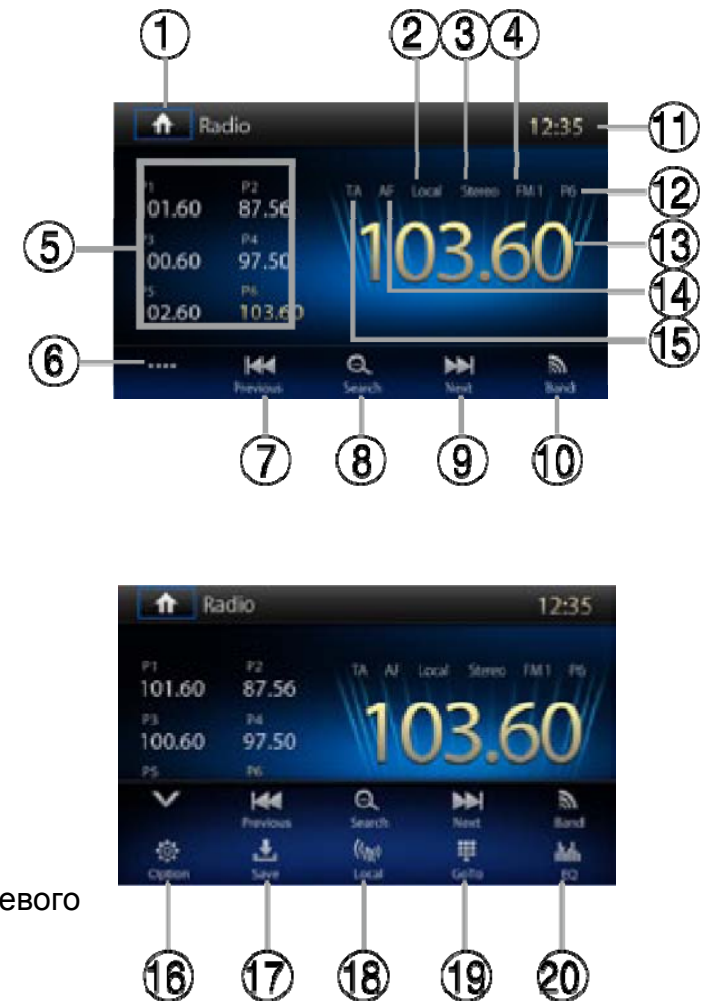 1 2 3 4
Radio 12:35 11
P2 TA AF Local Stereo FM1 P6 12
01.60 87.56
5 P4 103.60 13
00.60 97.50
P6 14
02.60 103.60 15
6 ....
Previous Search Next Band
7 8 9 10
Radio 12:35
P1 P2 TA AF Local Stereo FM1 P6
101.60 87.56
P3 P4 103.60
100.60 97.50
P5 P6
Previous Search Next Band
Option Save Local GoTo EQ
евого
16 17 18 19 20